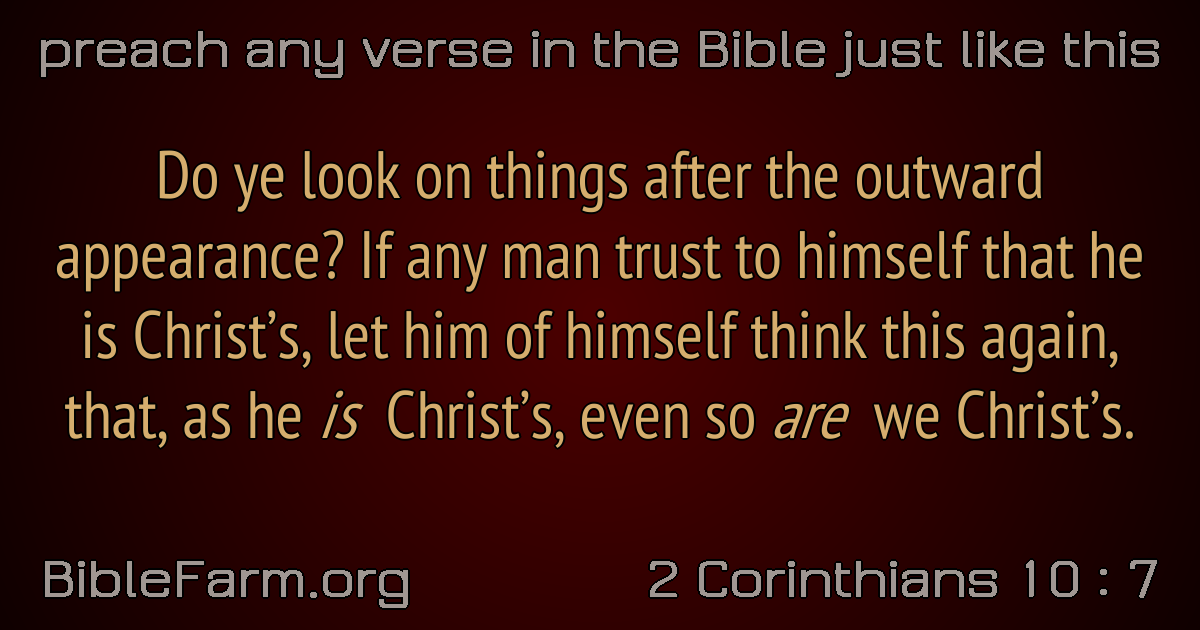 preach any verse in the Bible just like this
Do ye look on things after the outward
appearance? If any man trust to himself that he
is Christ’s, let him of himself think this again,
that, as he is Christ’s, even so are we Christ’s.
BibleFarm.org
2 Corinthians 10 : 7